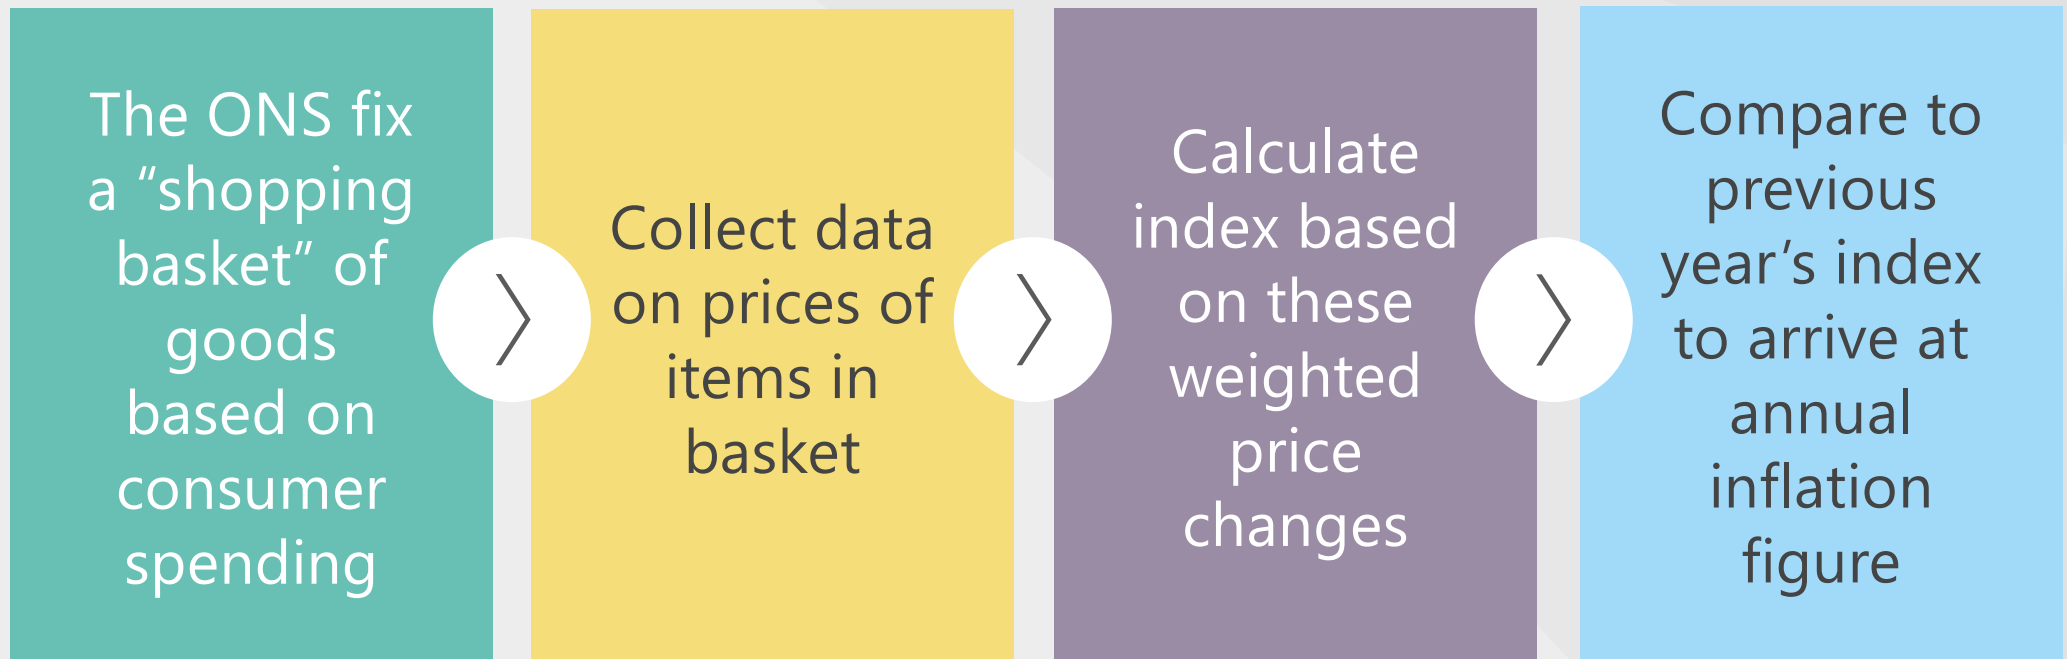 The ONS fix
a “shopping
basket” of
goods
based on
consumer
spending
Collect data
on prices of
items in
basket
Calculate
index based
on these
weighted
price
changes
Compare to
previous
year’s index
to arrive at
annual
inflation
figure